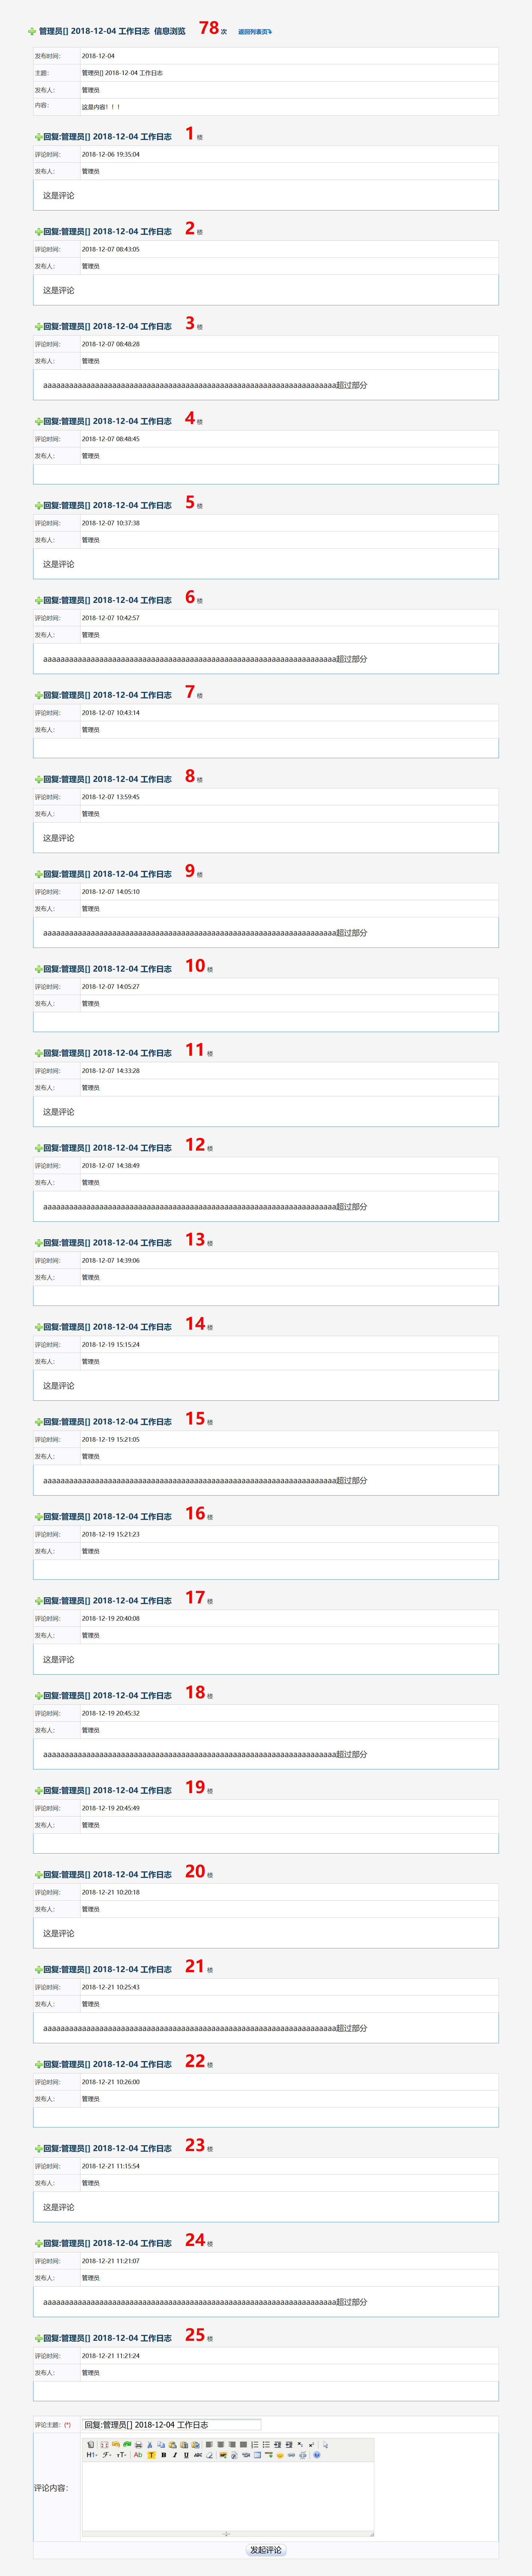 管理员[] 2018-12-04 工作日志 信息浏览 78 次 返回列表页
发布时间： 2018-12-04
主题： 管理员[] 2018-12-04 工作日志
发布人： 管理员
内容： 这是内容！！！
回复:管理员[] 2018-12-04 工作日志 1 楼
评论时间： 2018-12-06 19:35:04
发布人： 管理员
这是评论
回复:管理员[] 2018-12-04 工作日志 2 楼
评论时间： 2018-12-07 08:43:05
发布人： 管理员
这是评论
回复:管理员[] 2018-12-04 工作日志 3 楼
评论时间： 2018-12-07 08:48:28
发布人： 管理员
aaaaaaaaaaaaaaaaaaaaaaaaaaaaaaaaaaaaaaaaaaaaaaaaaaaaaaaaaaaaaaaaaaaa超过部分
回复:管理员[] 2018-12-04 工作日志 4 楼
评论时间： 2018-12-07 08:48:45
发布人： 管理员
回复:管理员[] 2018-12-04 工作日志 5 楼
评论时间： 2018-12-07 10:37:38
发布人： 管理员
这是评论
回复:管理员[] 2018-12-04 工作日志 6 楼
评论时间： 2018-12-07 10:42:57
发布人： 管理员
aaaaaaaaaaaaaaaaaaaaaaaaaaaaaaaaaaaaaaaaaaaaaaaaaaaaaaaaaaaaaaaaaaaa超过部分
回复:管理员[] 2018-12-04 工作日志 7 楼
评论时间： 2018-12-07 10:43:14
发布人： 管理员
回复:管理员[] 2018-12-04 工作日志 8 楼
评论时间： 2018-12-07 13:59:45
发布人： 管理员
这是评论
回复:管理员[] 2018-12-04 工作日志 9 楼
评论时间： 2018-12-07 14:05:10
发布人： 管理员
aaaaaaaaaaaaaaaaaaaaaaaaaaaaaaaaaaaaaaaaaaaaaaaaaaaaaaaaaaaaaaaaaaaa超过部分
回复:管理员[] 2018-12-04 工作日志 10 楼
评论时间： 2018-12-07 14:05:27
发布人： 管理员
回复:管理员[] 2018-12-04 工作日志 11 楼
评论时间： 2018-12-07 14:33:28
发布人： 管理员
这是评论
回复:管理员[] 2018-12-04 工作日志 12 楼
评论时间： 2018-12-07 14:38:49
发布人： 管理员
aaaaaaaaaaaaaaaaaaaaaaaaaaaaaaaaaaaaaaaaaaaaaaaaaaaaaaaaaaaaaaaaaaaa超过部分
回复:管理员[] 2018-12-04 工作日志 13 楼
评论时间： 2018-12-07 14:39:06
发布人： 管理员
回复:管理员[] 2018-12-04 工作日志 14 楼
评论时间： 2018-12-19 15:15:24
发布人： 管理员
这是评论
回复:管理员[] 2018-12-04 工作日志 15 楼
评论时间： 2018-12-19 15:21:05
发布人： 管理员
aaaaaaaaaaaaaaaaaaaaaaaaaaaaaaaaaaaaaaaaaaaaaaaaaaaaaaaaaaaaaaaaaaaa超过部分
回复:管理员[] 2018-12-04 工作日志 16 楼
评论时间： 2018-12-19 15:21:23
发布人： 管理员
回复:管理员[] 2018-12-04 工作日志 17 楼
评论时间： 2018-12-19 20:40:08
发布人： 管理员
这是评论
回复:管理员[] 2018-12-04 工作日志 18 楼
评论时间： 2018-12-19 20:45:32
发布人： 管理员
aaaaaaaaaaaaaaaaaaaaaaaaaaaaaaaaaaaaaaaaaaaaaaaaaaaaaaaaaaaaaaaaaaaa超过部分
回复:管理员[] 2018-12-04 工作日志 19 楼
评论时间： 2018-12-19 20:45:49
发布人： 管理员
回复:管理员[] 2018-12-04 工作日志 20 楼
评论时间： 2018-12-21 10:20:18
发布人： 管理员
这是评论
回复:管理员[] 2018-12-04 工作日志 21 楼
评论时间： 2018-12-21 10:25:43
发布人： 管理员
aaaaaaaaaaaaaaaaaaaaaaaaaaaaaaaaaaaaaaaaaaaaaaaaaaaaaaaaaaaaaaaaaaaa超过部分
回复:管理员[] 2018-12-04 工作日志 22 楼
评论时间： 2018-12-21 10:26:00
发布人： 管理员
回复:管理员[] 2018-12-04 工作日志 23 楼
评论时间： 2018-12-21 11:15:54
发布人： 管理员
这是评论
回复:管理员[] 2018-12-04 工作日志 24 楼
评论时间： 2018-12-21 11:21:07
发布人： 管理员
aaaaaaaaaaaaaaaaaaaaaaaaaaaaaaaaaaaaaaaaaaaaaaaaaaaaaaaaaaaaaaaaaaaa超过部分
回复:管理员[] 2018-12-04 工作日志 25 楼
评论时间： 2018-12-21 11:21:24
发布人： 管理员
评论主题：(*) 回复:管理员[] 2018-12-04 工作日志
评论内容：
发起评论